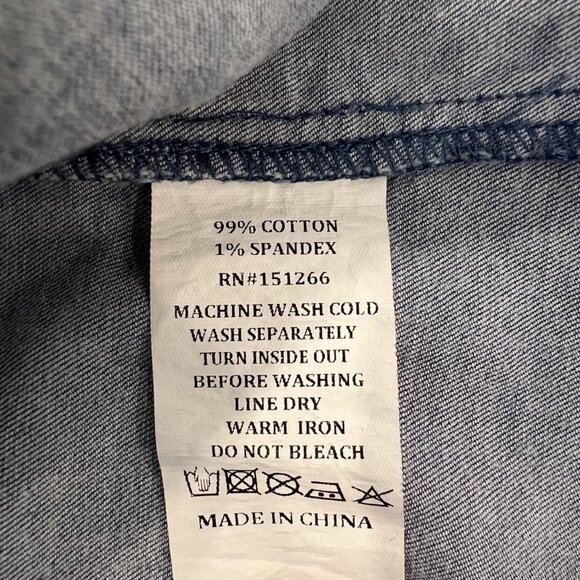 99% COTTON
1% SPANDEX
RN#151266
MACHINE WASH COLD
WASH SEPARATELY
TURN INSIDE OUT
BEFORE WASHING
LINE DRY
WARM IRON
DO NOT BLEACH
MADE IN CHINA